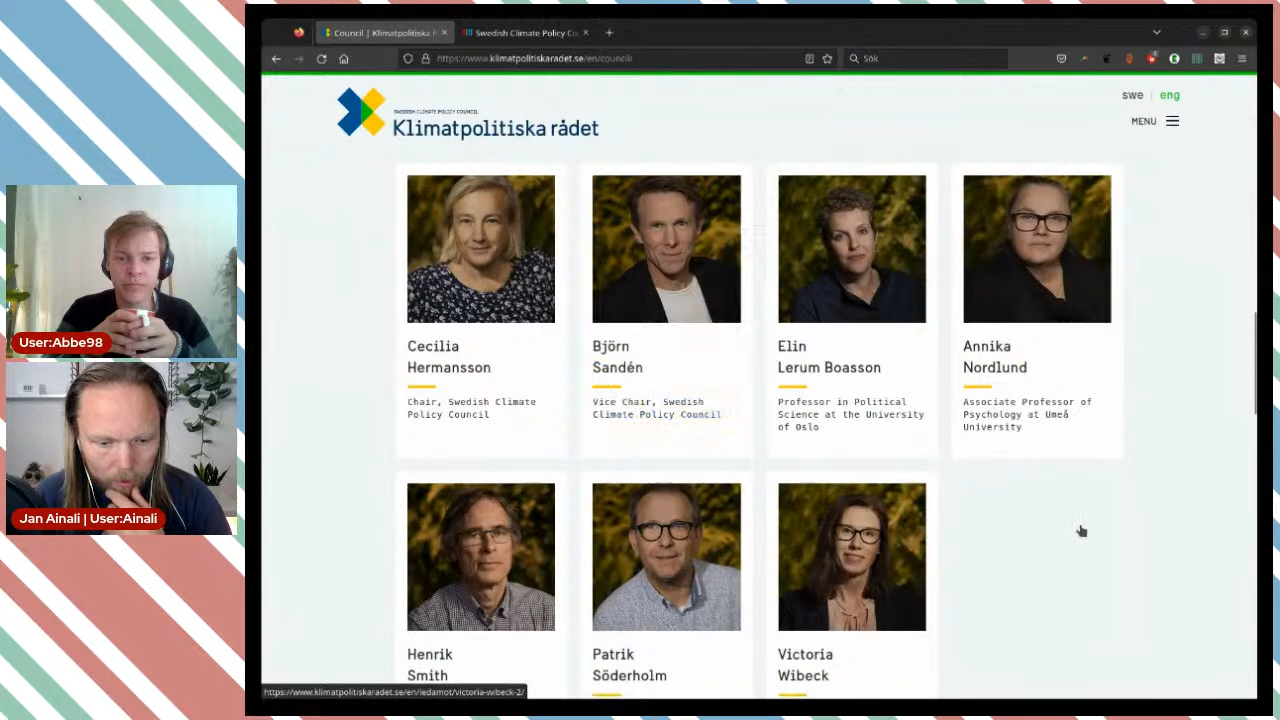 Council | Klimatpolitiska R
Swedish Climate Policy Co
https://www.klimatpolitiskaradet.se/en/council/
Sök
swe | eng
MENU
SWEDISH CLIMATE POLICY COUNCIL
Klimatpolitiska rådet
Cecilia
Hermansson
Chair, Swedish Climate
Policy Council
Björn
Sandén
Vice Chair, Swedish
Climate Policy Council
Elin
Lerum Boasson
Professor in Political
Science at the University
of Oslo
Annika
Nordlund
Associate Professor of
Psychology at Umeå
University
Henrik
Smith
Patrik
Söderholm
Victoria
Wibeck
https://www.klimatpolitiskaradet.se/en/ledamot/victoria-wibeck-2/
User:Abbe98
Jan Ainali | User:Ainali